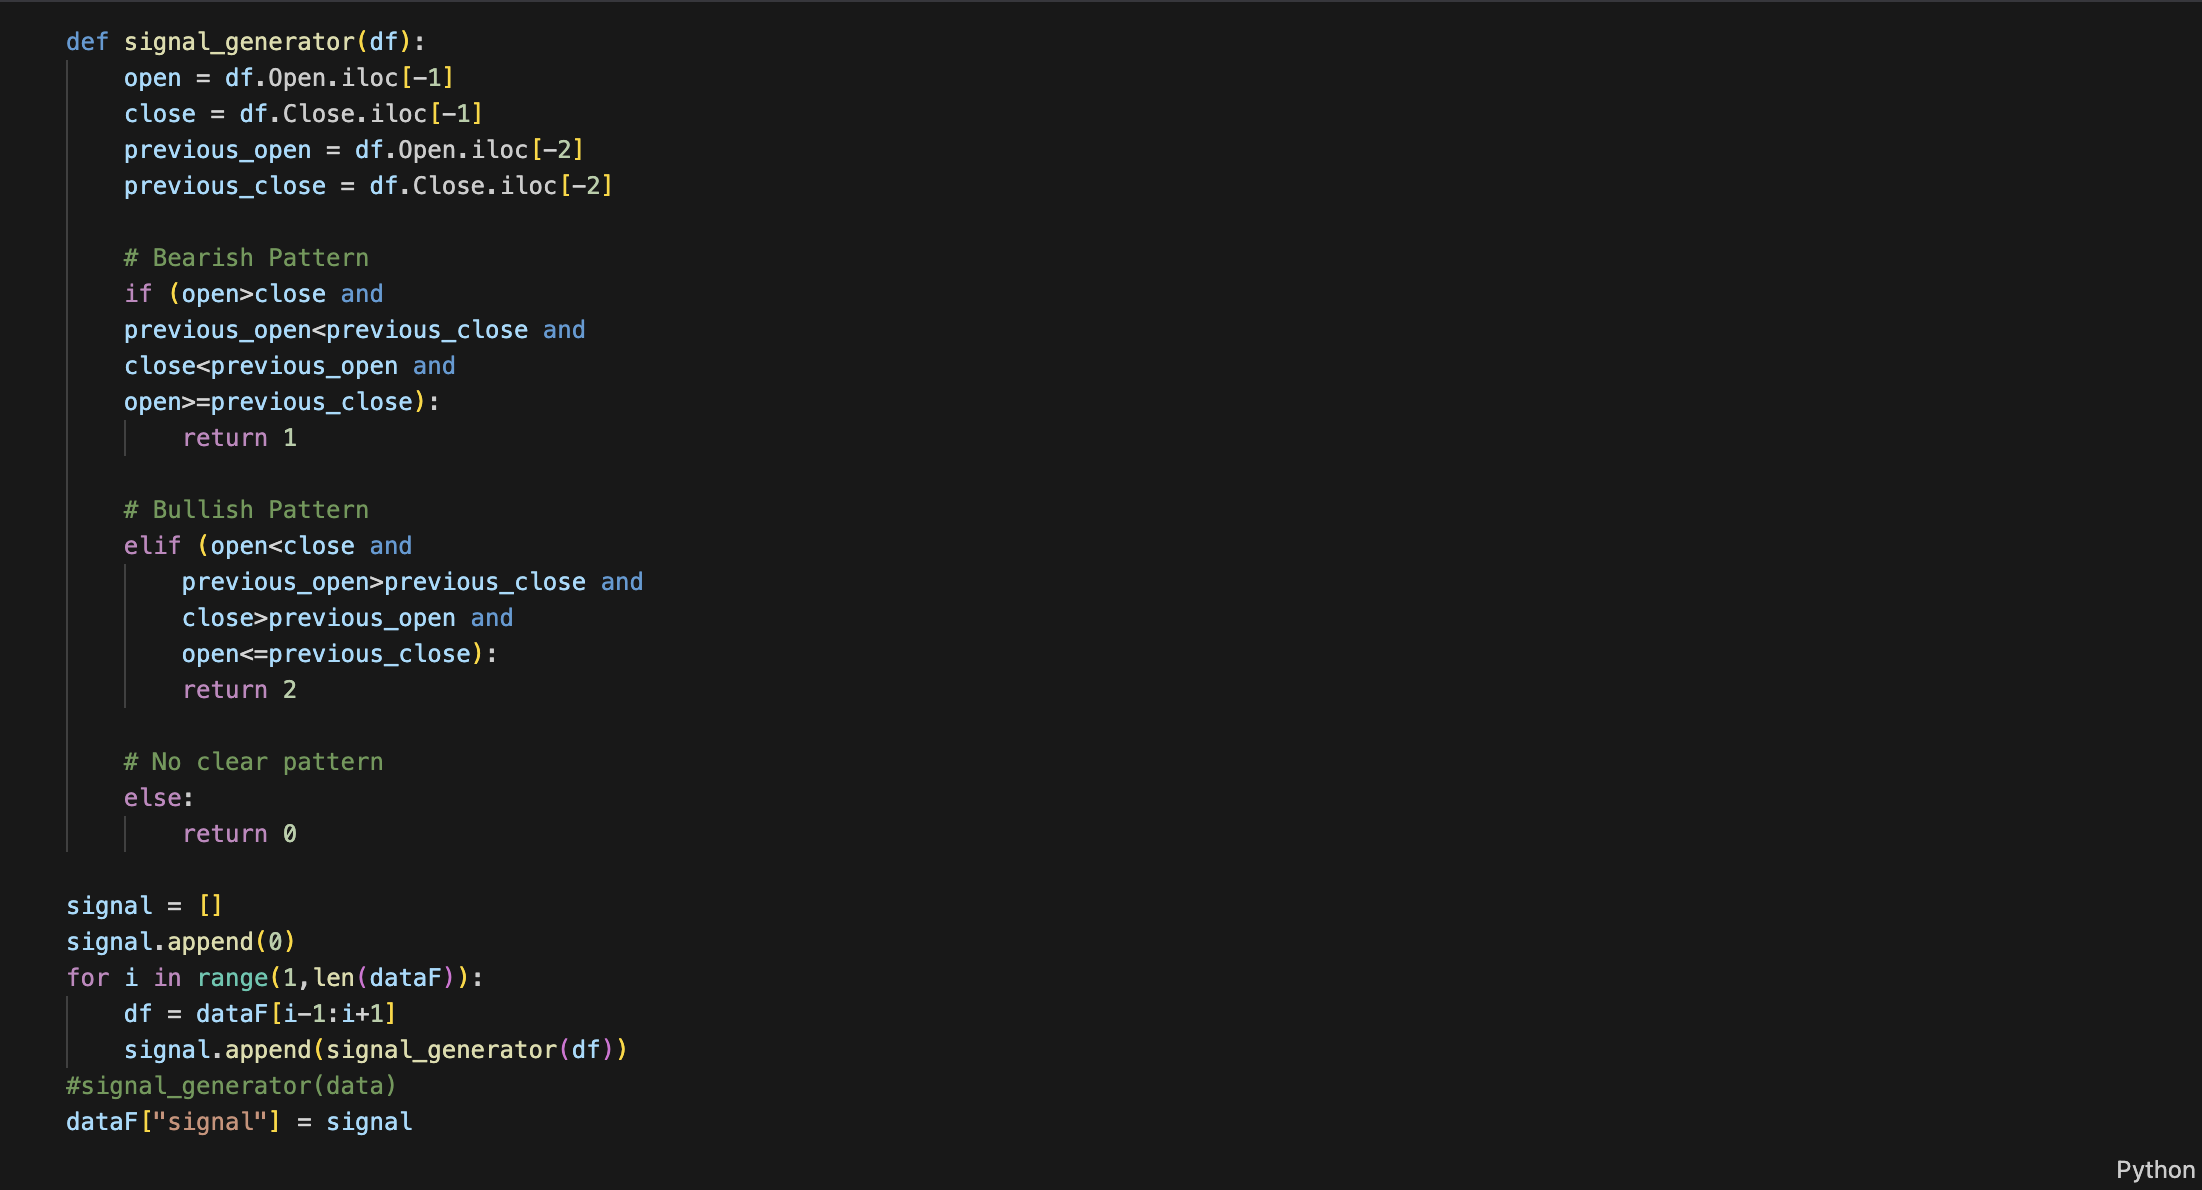 def signal_generator(df):
    open = df.Open.iloc[-1]
    close = df.Close.iloc[-1]
    previous_open = df.Open.iloc[-2]
    previous_close = df.Close.iloc[-2]

    # Bearish Pattern
    if (open>close and
    previous_open<previous_close and
    close<previous_open and
    open>=previous_close):
        return 1

    # Bullish Pattern
    elif (open<close and
        previous_open>previous_close and
        close>previous_open and
        open<=previous_close):
        return 2

    # No clear pattern
    else:
        return 0

signal = []
signal.append(0)
for i in range(1,len(dataF)):
    df = dataF[i-1:i+1]
    signal.append(signal_generator(df))
#signal_generator(data)
dataF["signal"] = signal
Python